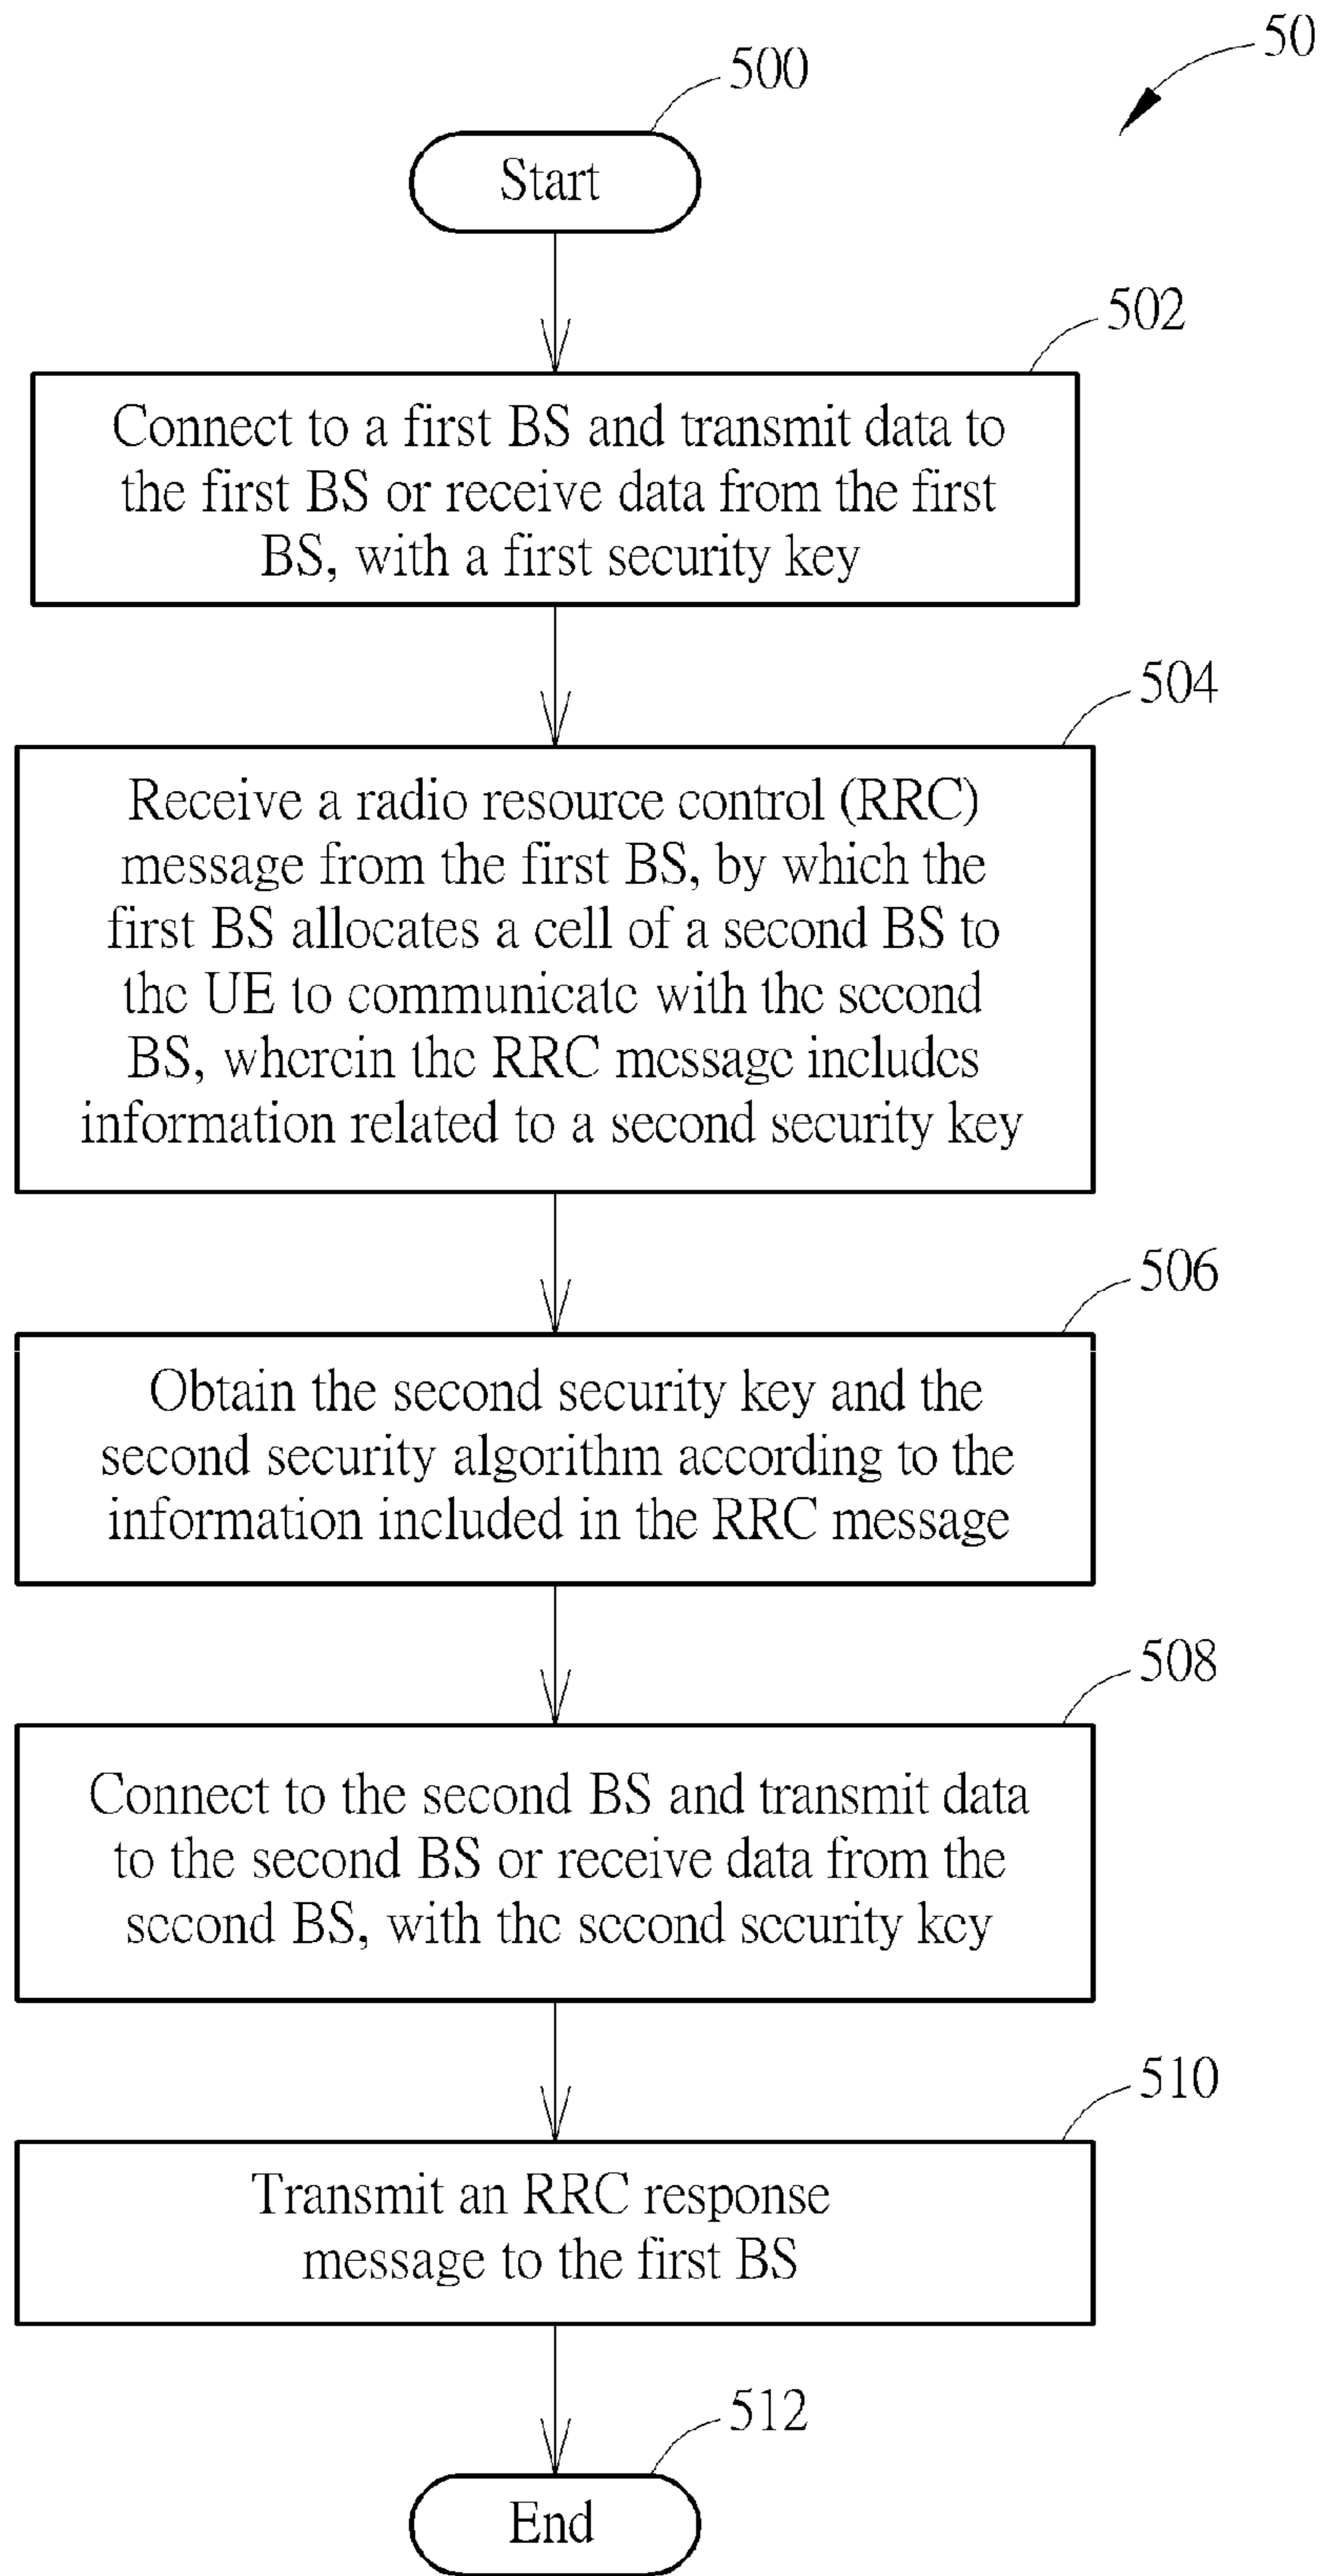 50
500
Start
502
Connect to a first BS and transmit data to
the first BS or receive data from the first
BS, with a first security key
504
Receive a radio resource control (RRC)
message from the first BS, by which the
first BS allocates a cell of a second BS to
the UE to communicate with the second
BS, wherein the RRC message includes
information related to a second security key
506
Obtain the second security key and the
second security algorithm according to the
information included in the RRC message
508
Connect to the second BS and transmit data
to the second BS or receive data from the
second BS, with the second security key
510
Transmit an RRC response
message to the first BS
512
End